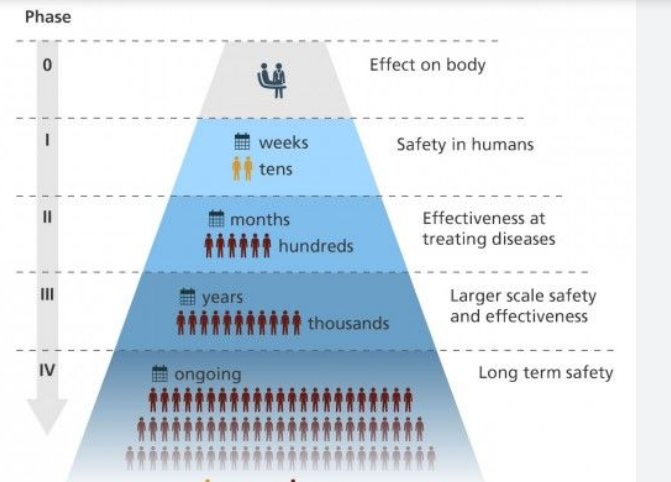 Phase
0
Effect on body
I
weeks
tens
Safety in humans
II
months
hundreds
Effectiveness at
treating diseases
III
years
thousands
Larger scale safety
and effectiveness
IV
ongoing
Long term safety